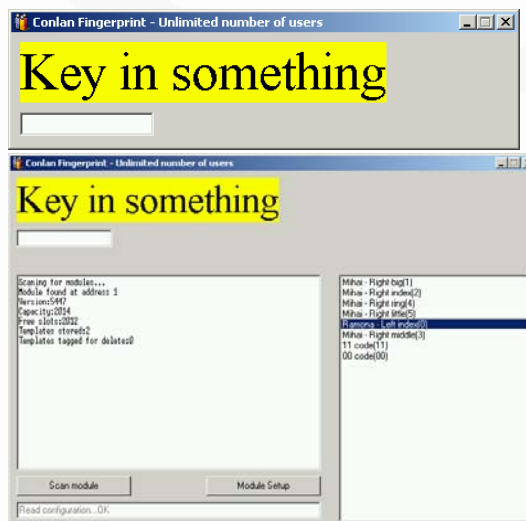 Conlan Fingerprint - Unlimited number of users
Key in something
Conlan Fingerprint - Unlimited number of users
Key in something
Scaning for modules...
Module found at address 1
Version:5447
Capacity:2014
Free slots:2012
Templates stored:2
Templates tagged for delete:0
Mihai - Right big(1)
Mihai - Right index(2)
Mihai - Right ring(4)
Mihai - Right little(5)
Ramona - Left index(0)
Mihai - Right middle(3)
11 code(11)
00 code(00)
Scan module
Module Setup
Read configuration...OK